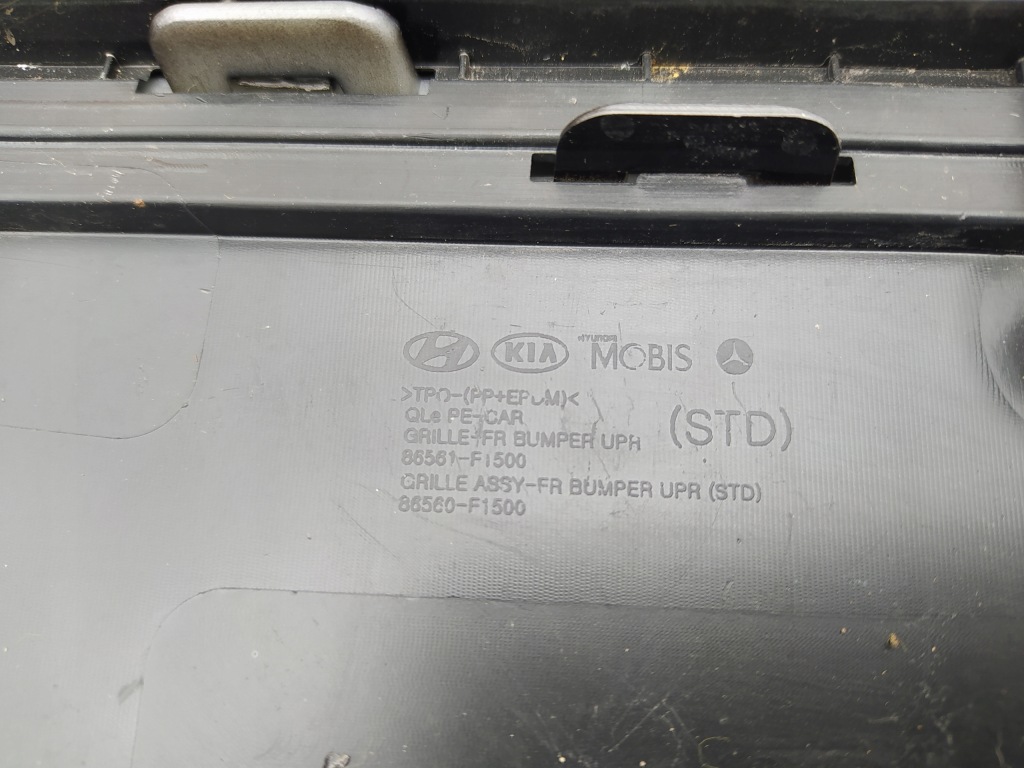 KIA HYUNDAI MOBIS
>TPO-(PP+EPDM)<
QLe PE-CAR
GRILLE-FR BUMPER UPR (STD)
86561-F1500
GRILLE ASSY-FR BUMPER UPR (STD)
86560-F1500